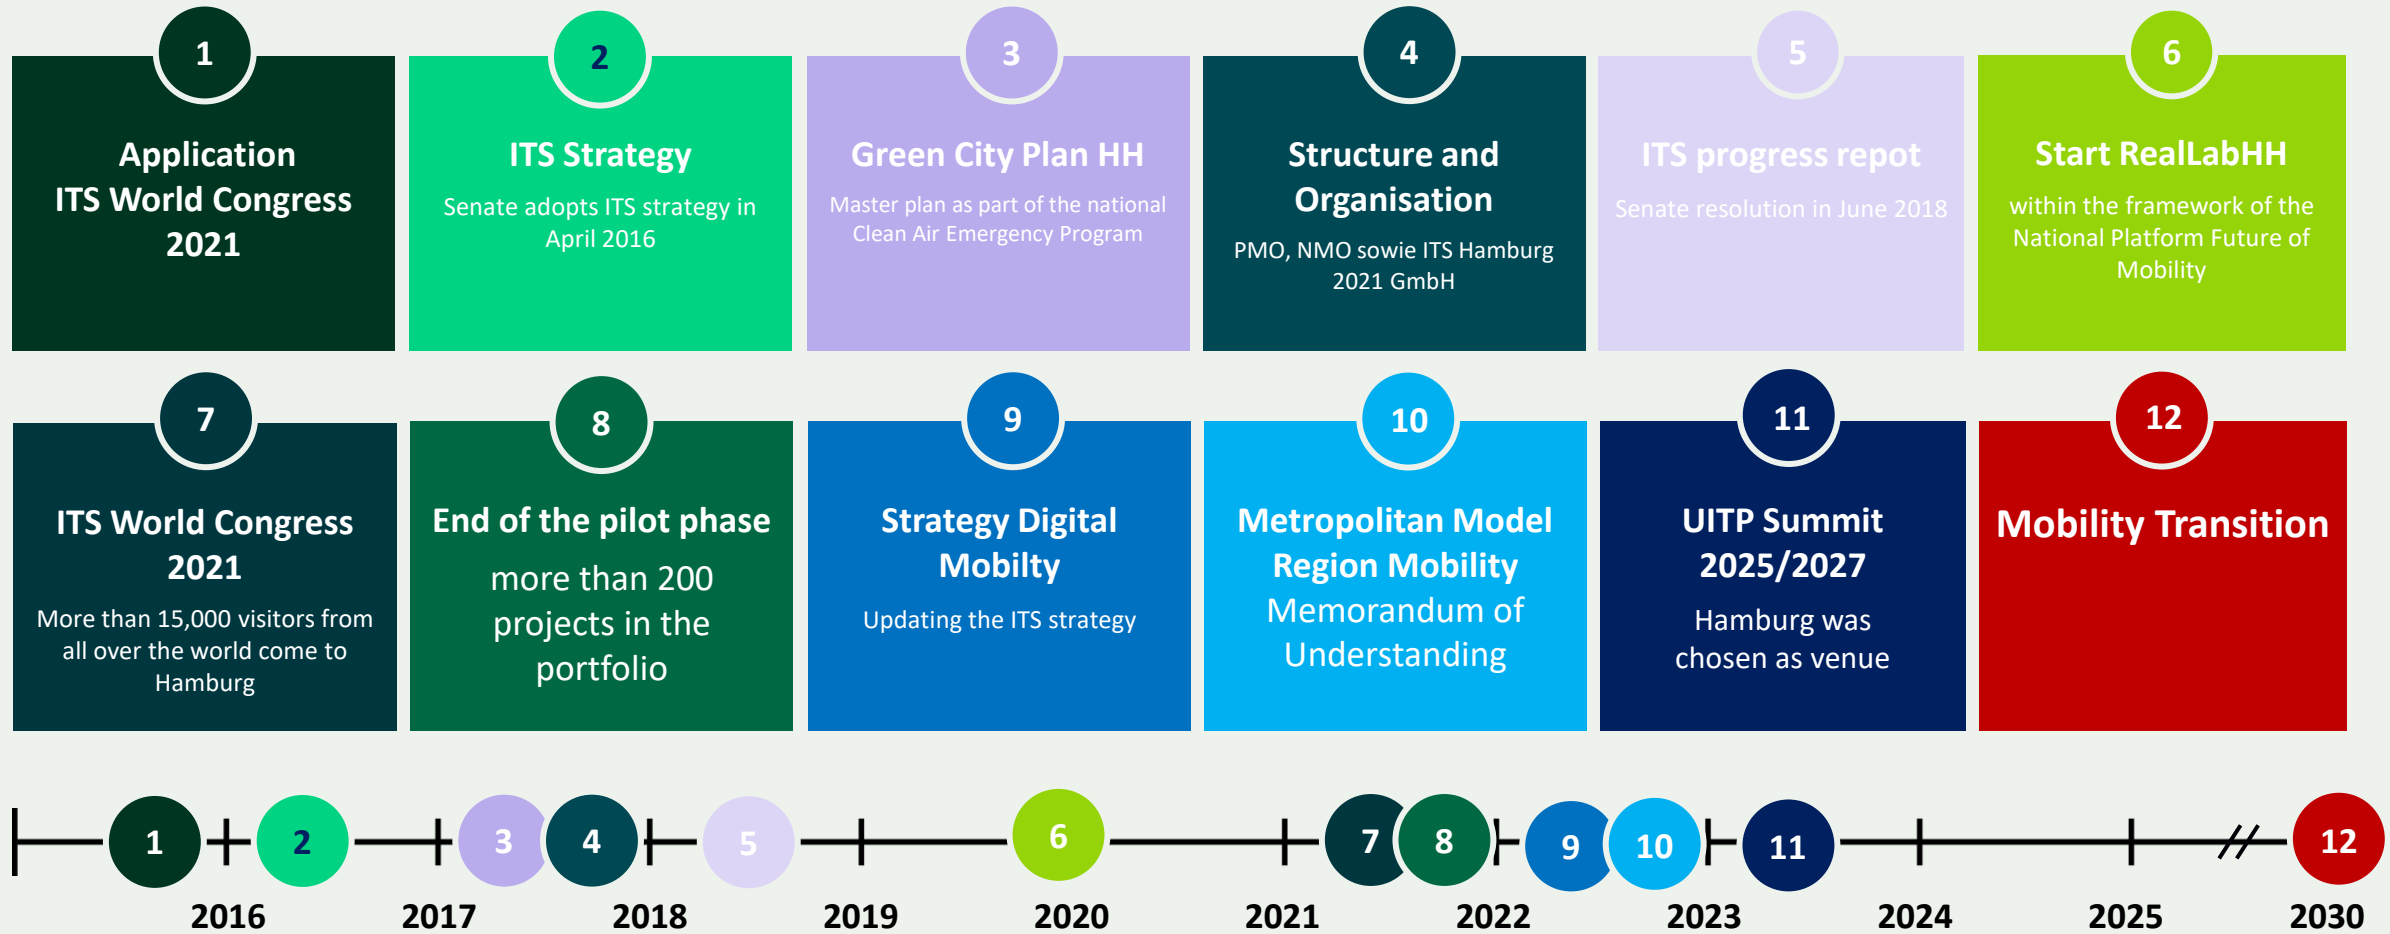 1
Application
ITS World Congress
2021
2
ITS Strategy
Senate adopts ITS strategy in
April 2016
3
Green City Plan HH
Master plan as part of the national
Clean Air Emergency Program
4
Structure and
Organisation
PMO, NMO sowie ITS Hamburg
2021 GmbH
5
ITS progress repot
Senate resolution in June 2018
6
Start RealLabHH
within the framework of the
National Platform Future of
Mobility
7
ITS World Congress
2021
More than 15,000 visitors from
all over the world come to
Hamburg
8
End of the pilot phase
more than 200
projects in the
portfolio
9
Strategy Digital
Mobilty
Updating the ITS strategy
10
Metropolitan Model
Region Mobility
Memorandum of
Understanding
11
UITP Summit
2025/2027
Hamburg was
chosen as venue
12
Mobility Transition
1 2 3 4 5 6 7 8 9 10 11 12
2016 2017 2018 2019 2020 2021 2022 2023 2024 2025 2030